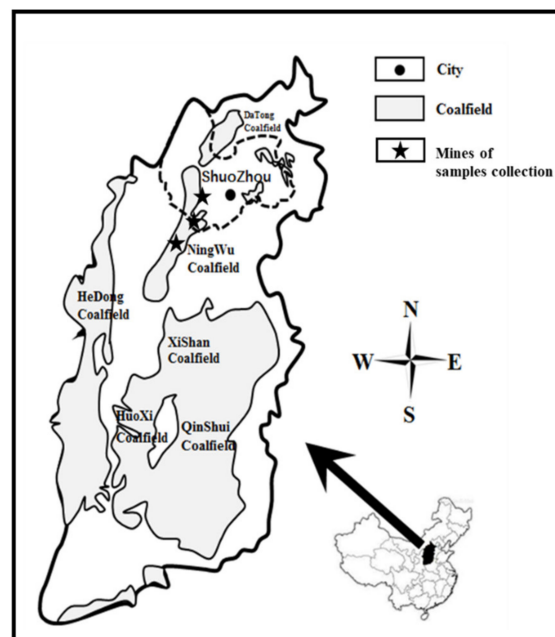 City
Coalfield
Mines of
samples collection
DaTong
Coalfield
ShuoZhou
NingWu
Coalfield
HeDong
Coalfield
XiShan
Coalfield
HuoXi
Coalfield
QinShui
Coalfield
N
W
E
S